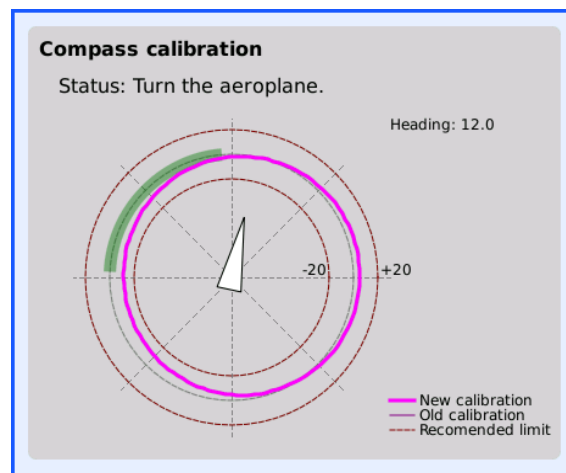 Compass calibration
Status: Turn the aeroplane.
Heading: 12.0
-20
+20
New calibration
Old calibration
Recomended limit